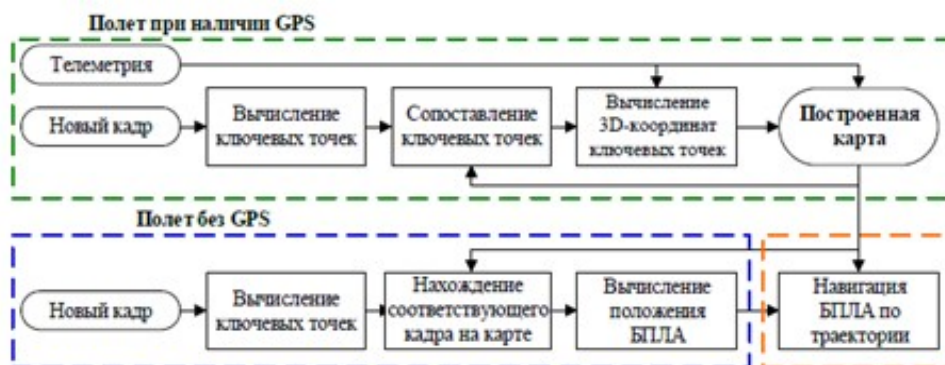 Полет при наличии GPS
Телеметрия
Новый кадр
Вычисление
ключевых точек
Сопоставление
ключевых точек
Вычисление
3D-координат
ключевых точек
Построенная
карта
Полет без GPS
Новый кадр
Вычисление
ключевых точек
Нахождение
соответствующего
кадра на карте
Вычисление
положения
БПЛА
Навигация
БПЛА по
траектории